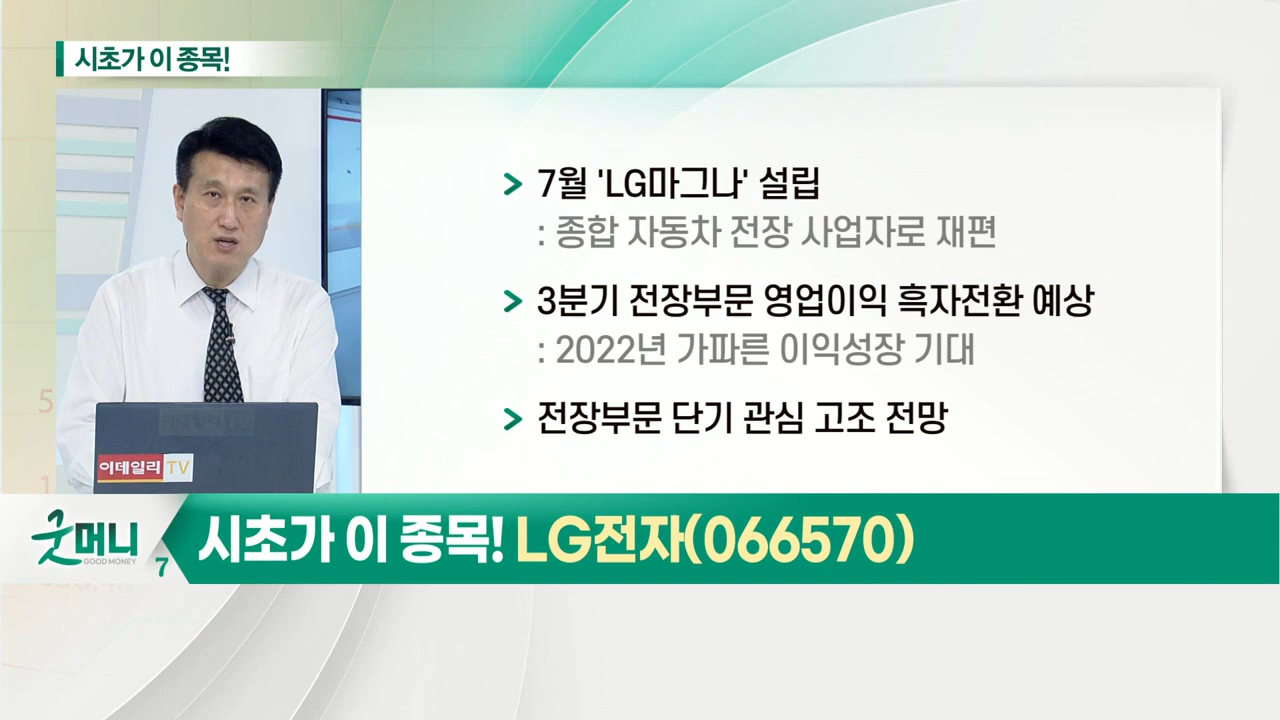 시초가 이 종목!
7월 'LG마그나' 설립
: 종합 자동차 전장 사업자로 재편
3분기 전장부문 영업이익 흑자전환 예상
: 2022년 가파른 이익성장 기대
전장부문 단기 관심 고조 전망
이데일리 TV
굿머니
GOOD MONEY
7
시초가 이 종목! LG전자(066570)